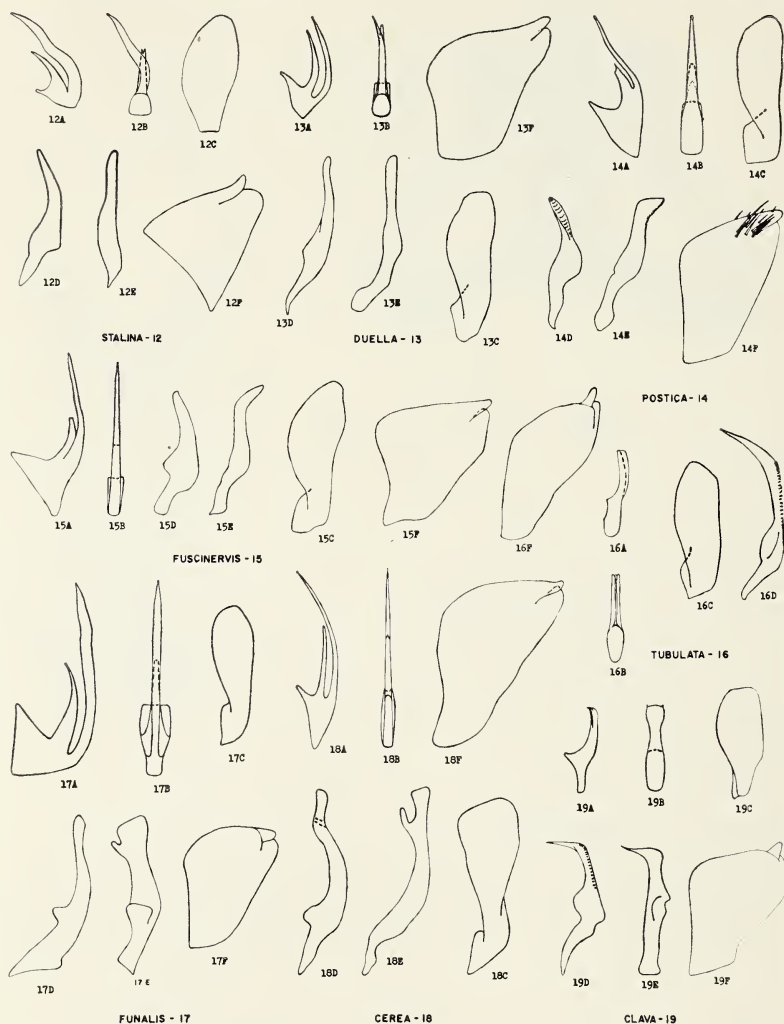 12A
12B
12C
13A
13B
13F
14A
14B
14C
12D
12E
12F
13D
13E
13C
14D
14E
14F
STALINA - 12
DUELLA - 13
POSTICA - 14
15A
15B
15D
15E
15C
15F
16F
16A
16C
16D
FUSCINERVIS - 15
16B
TUBULATA - 16
17A
17B
17C
18A
18B
18F
19A
19B
19C
17D
17E
17F
18D
18E
18C
19D
19E
19F
FUNALIS - 17
CEREA - 18
CLAVA - 19